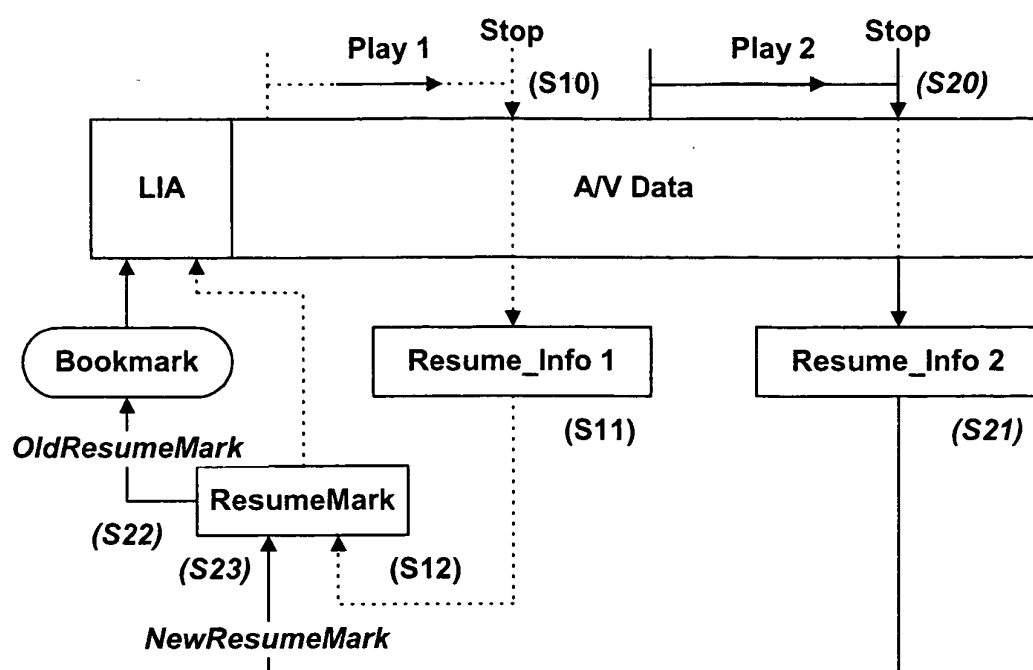 Stop
Stop
Play 1
Play 2
(S10)
(S20)
LIA
A/V Data
Bookmark
Resume_Info 1
Resume_Info 2
(S11)
(S21)
OldResumeMark
ResumeMark
(S22)
(S23)
(S12)
NewResumeMark